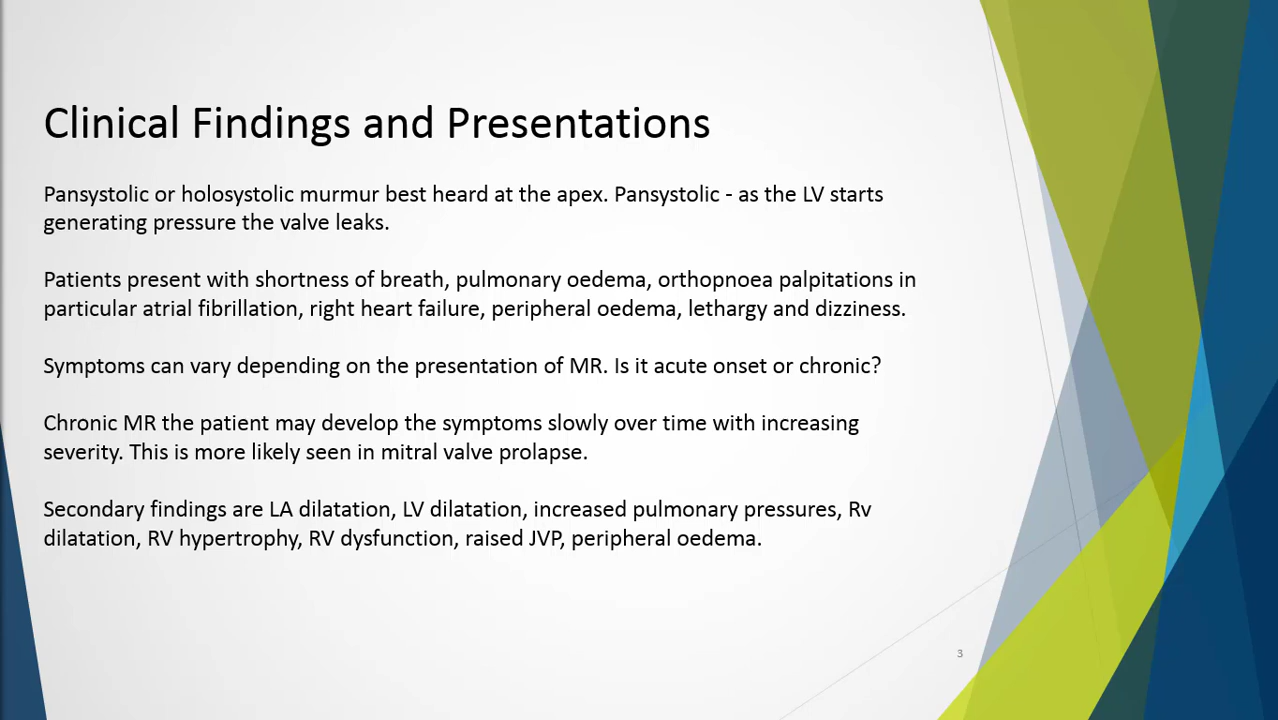 Clinical Findings and Presentations
Pansystolic or holosystolic murmur best heard at the apex. Pansystolic - as the LV starts
generating pressure the valve leaks.
Patients present with shortness of breath, pulmonary oedema, orthopnoea palpitations in
particular atrial fibrillation, right heart failure, peripheral oedema, lethargy and dizziness.
Symptoms can vary depending on the presentation of MR. Is it acute onset or chronic?
Chronic MR the patient may develop the symptoms slowly over time with increasing
severity. This is more likely seen in mitral valve prolapse.
Secondary findings are LA dilatation, LV dilatation, increased pulmonary pressures, Rv
dilatation, RV hypertrophy, RV dysfunction, raised JVP, peripheral oedema.
3